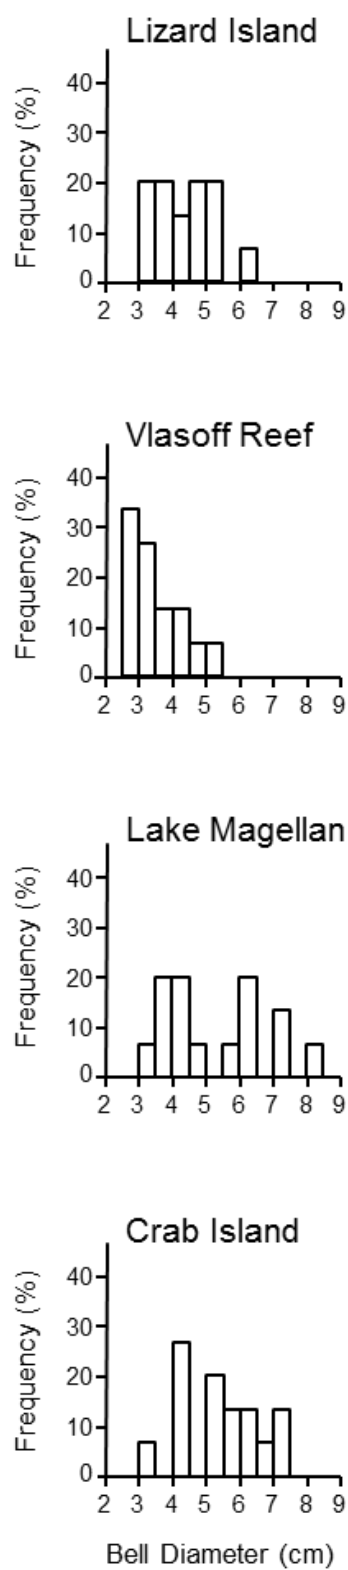 Lizard Island
Frequency (%)
40
30
20
10
0
2 3 4 5 6 7 8 9
Vlasoff Reef
Frequency (%)
40
30
20
10
0
2 3 4 5 6 7 8 9
Lake Magellan
Frequency (%)
40
30
20
10
0
2 3 4 5 6 7 8 9
Crab Island
Frequency (%)
40
30
20
10
0
2 3 4 5 6 7 8 9
Bell Diameter (cm)